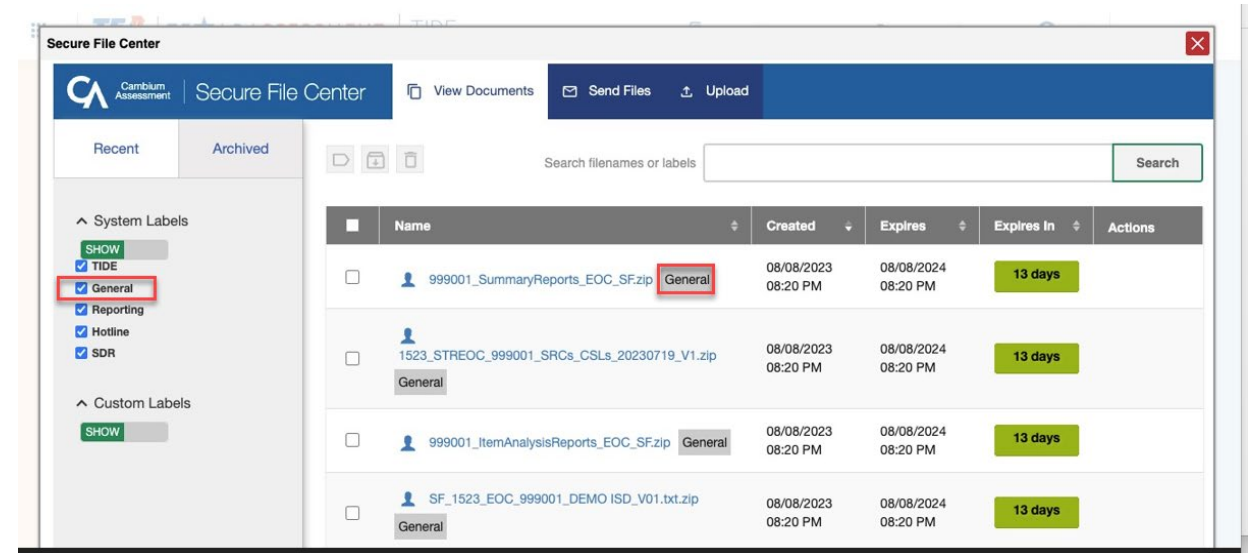 TIDE
Secure File Center
Cambium
Assessment
Secure File Center
View Documents
Send Files
Upload
Recent
Archived
Search filenames or labels
Search
System Labels
SHOW
TIDE
General
Reporting
Hotline
SDR
Custom Labels
SHOW
Name
Created
Expires
Expires In
Actions
999001_SummaryReports_EOC_SF.zip General
08/08/2023
08:20 PM
08/08/2024
08:20 PM
13 days
1523_STREOC_999001_SRCs_CSLs_20230719_V1.zip
General
08/08/2023
08:20 PM
08/08/2024
08:20 PM
13 days
999001_ItemAnalysisReports_EOC_SF.zip General
08/08/2023
08:20 PM
08/08/2024
08:20 PM
13 days
SF_1523_EOC_999001_DEMO ISD_V01.txt.zip
General
08/08/2023
08:20 PM
08/08/2024
08:20 PM
13 days